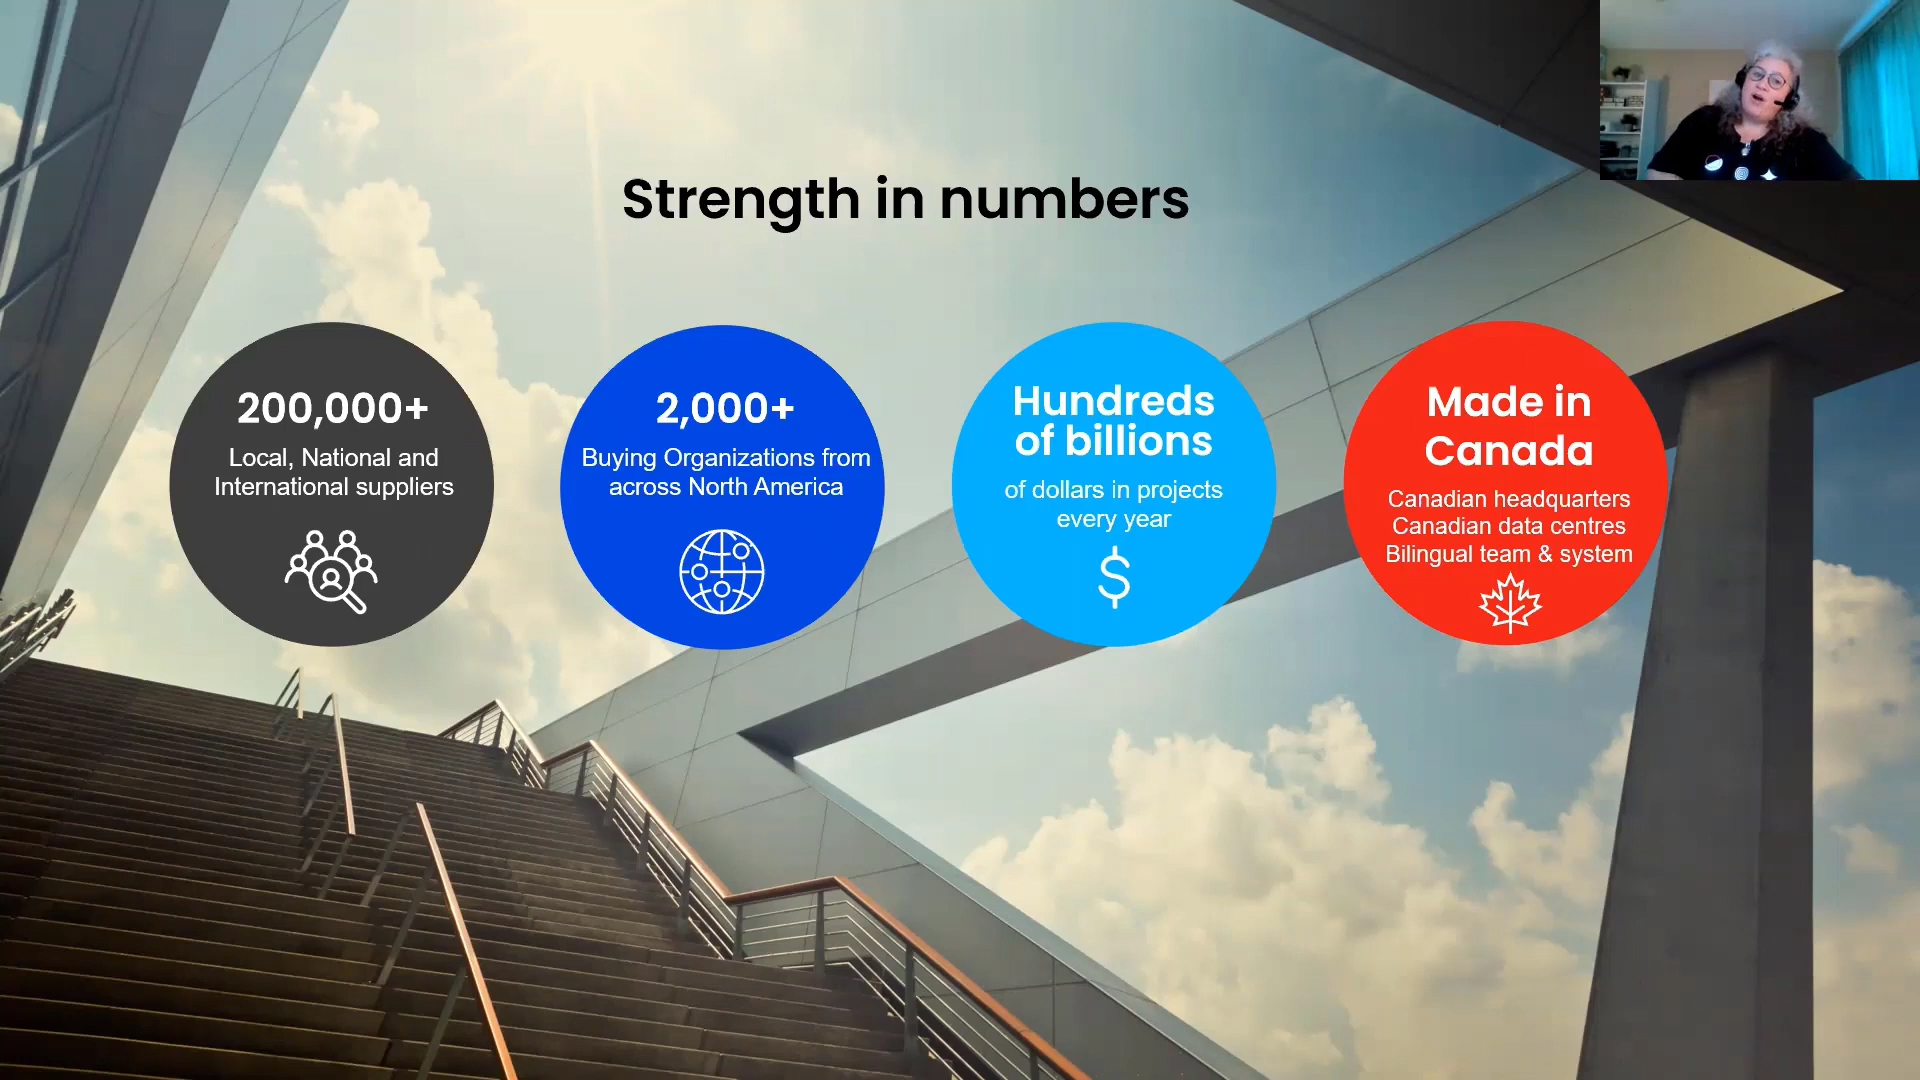 Strength in numbers
200,000+
Local, National and
International suppliers
2,000+
Buying Organizations from
across North America
Hundreds
of billions
of dollars in projects
every year
$
Made in
Canada
Canadian headquarters
Canadian data centres
Bilingual team & system